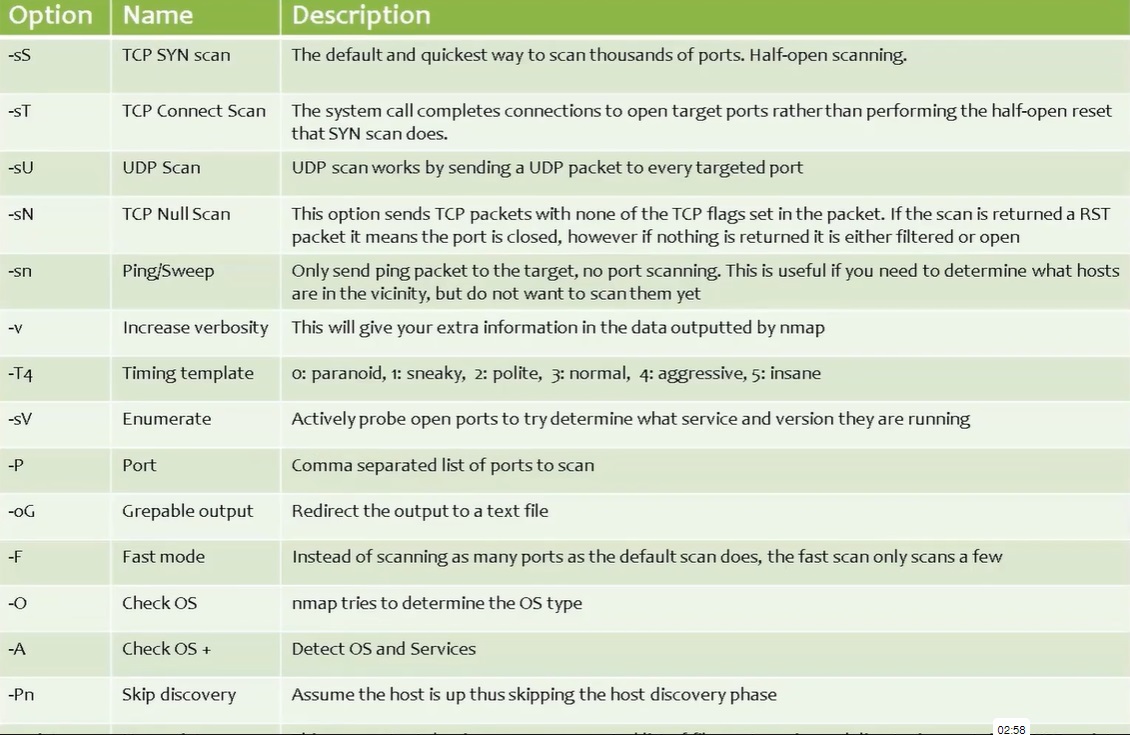 Option Name Description
-sS TCP SYN scan The default and quickest way to scan thousands of ports. Half-open scanning.
-sT TCP Connect Scan The system call completes connections to open target ports rather than performing the half-open reset
that SYN scan does.
-sU UDP Scan UDP scan works by sending a UDP packet to every targeted port
-sN TCP Null Scan This option sends TCP packets with none of the TCP flags set in the packet. If the scan is returned a RST
packet it means the port is closed, however if nothing is returned it is either filtered or open
-sn Ping/Sweep Only send ping packet to the target, no port scanning. This is useful if you need to determine what hosts
are in the vicinity, but do not want to scan them yet
-v Increase verbosity This will give your extra information in the data outputted by nmap
-T4 Timing template 0: paranoid, 1: sneaky, 2: polite, 3: normal, 4: aggressive, 5: insane
-sV Enumerate Actively probe open ports to try determine what service and version they are running
-P Port Comma separated list of ports to scan
-oG Grepable output Redirect the output to a text file
-F Fast mode Instead of scanning as many ports as the default scan does, the fast scan only scans a few
-O Check OS nmap tries to determine the OS type
-A Check OS + Detect OS and Services
-Pn Skip discovery Assume the host is up thus skipping the host discovery phase
02:58